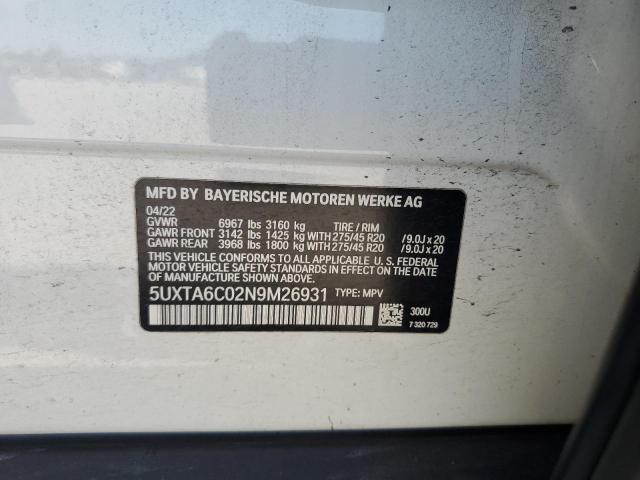 MFD BY BAYERISCHE MOTOREN WERKE AG
04/22
GVWR 6967 lbs 3160 kg TIRE / RIM
GAWR FRONT 3142 lbs 1425 kg WITH 275/45 R20 /9.0J x 20
GAWR REAR 3968 lbs 1800 kg WITH 275/45 R20 /9.0J x 20
THIS VEHICLE CONFORMS TO ALL APPLICABLE U. S. FEDERAL
MOTOR VEHICLE SAFETY STANDARDS IN EFFECT ON THE DATE OF
MANUFACTURE SHOWN ABOVE.
5UXTA6C02N9M26931 TYPE: MPV
300U
7 320 729